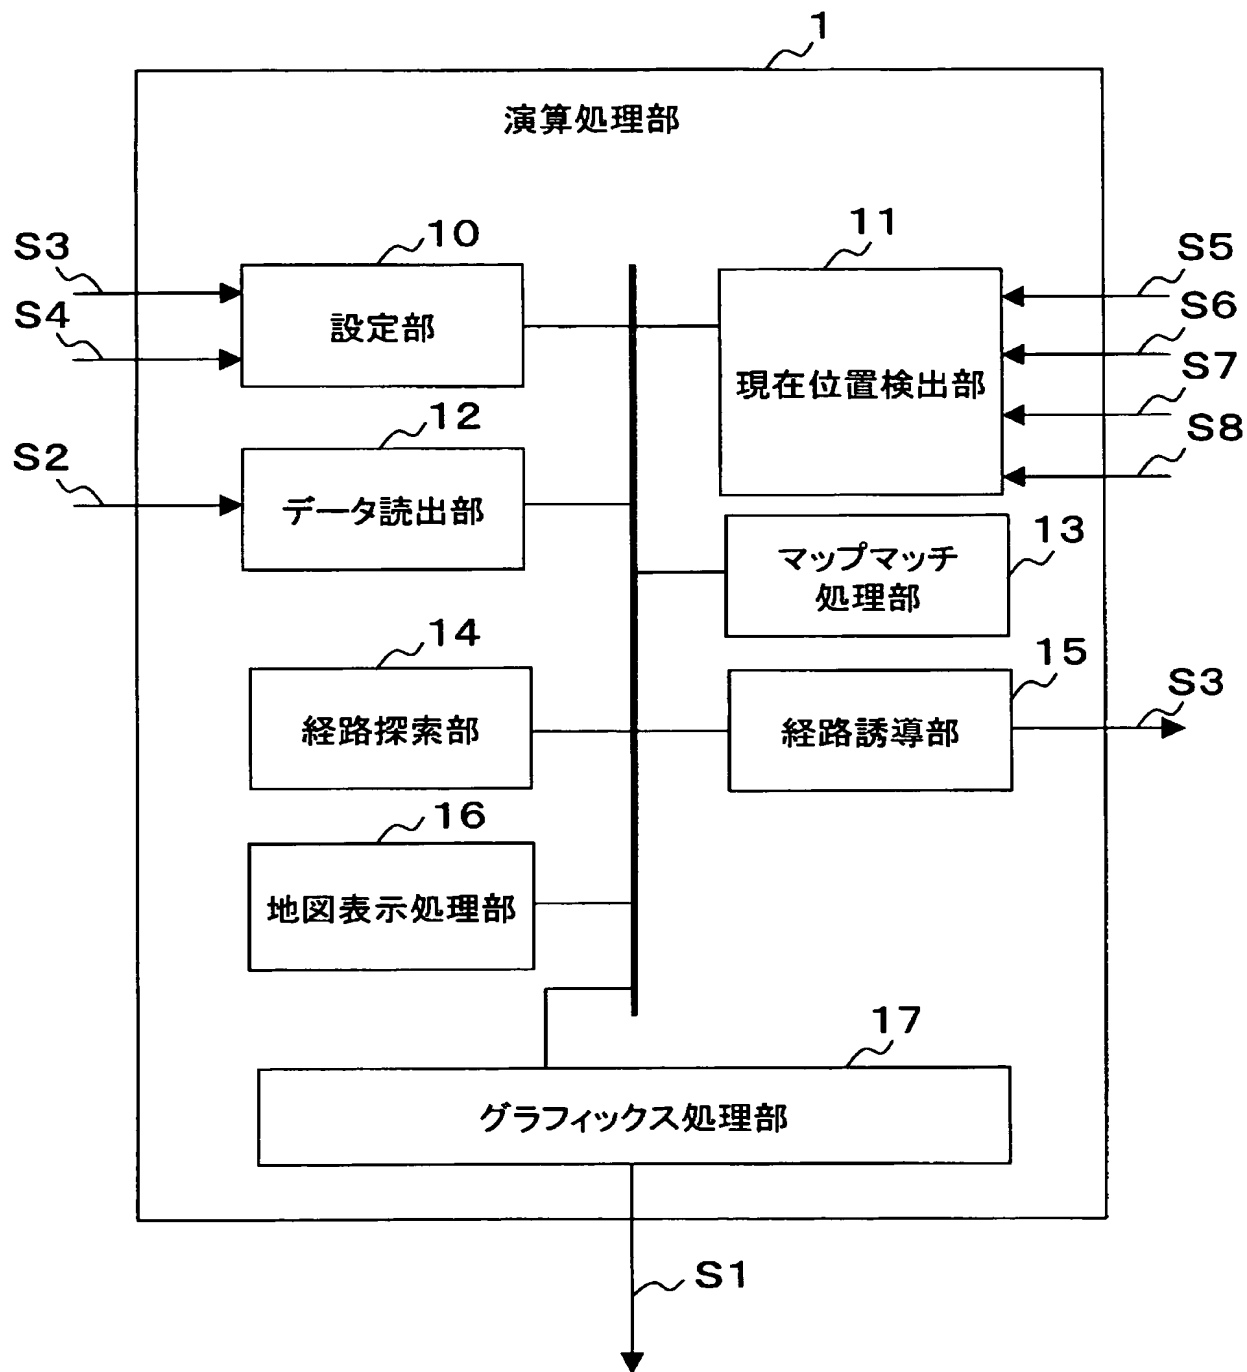 1
演算処理部
10
11
S3
S4
設定部
現在位置検出部
S5
S6
S7
S8
12
S2
データ読出部
13
マップマッチ
処理部
14
経路探索部
15
経路誘導部
S3
16
地図表示処理部
17
グラフィックス処理部
S1